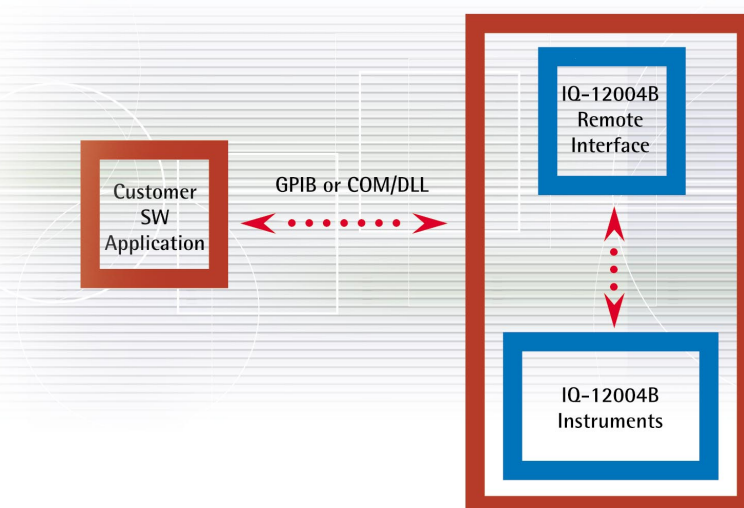 Customer
SW
Application
GPIB or COM/DLL
IQ-12004B
Remote
Interface
IQ-12004B
Instruments